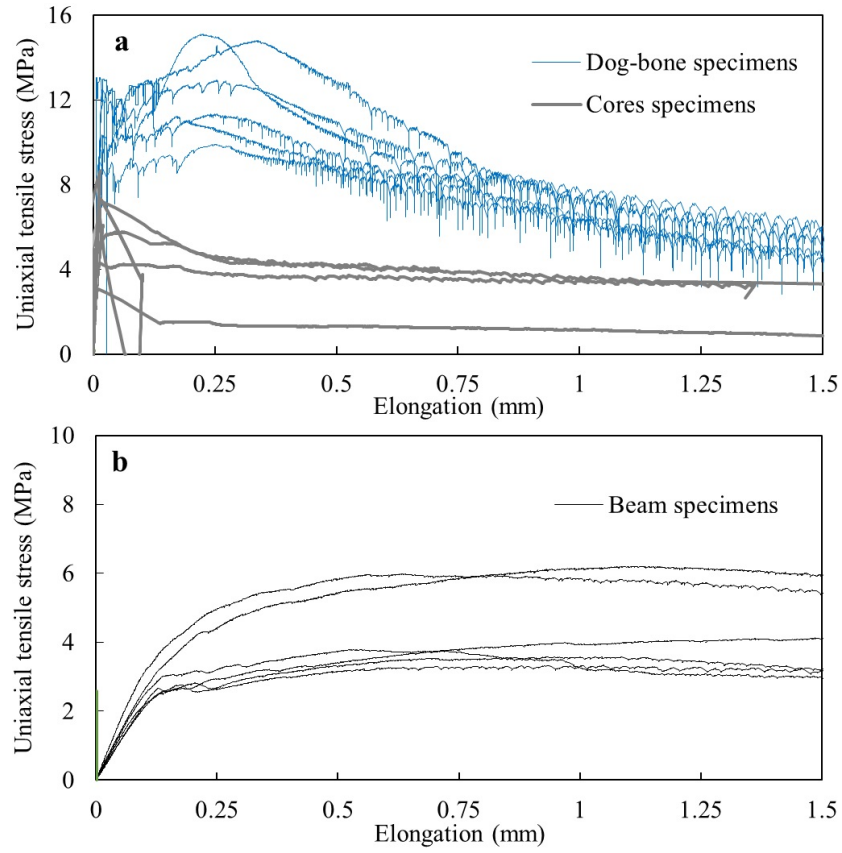 a
Uniaxial tensile stress (MPa)
16
12
8
4
0
Dog-bone specimens
Cores specimens
0 0.25 0.5 0.75 1 1.25 1.5
Elongation (mm)
b
Uniaxial tensile stress (MPa)
10
8
6
4
2
0
Beam specimens
0 0.25 0.5 0.75 1 1.25 1.5
Elongation (mm)